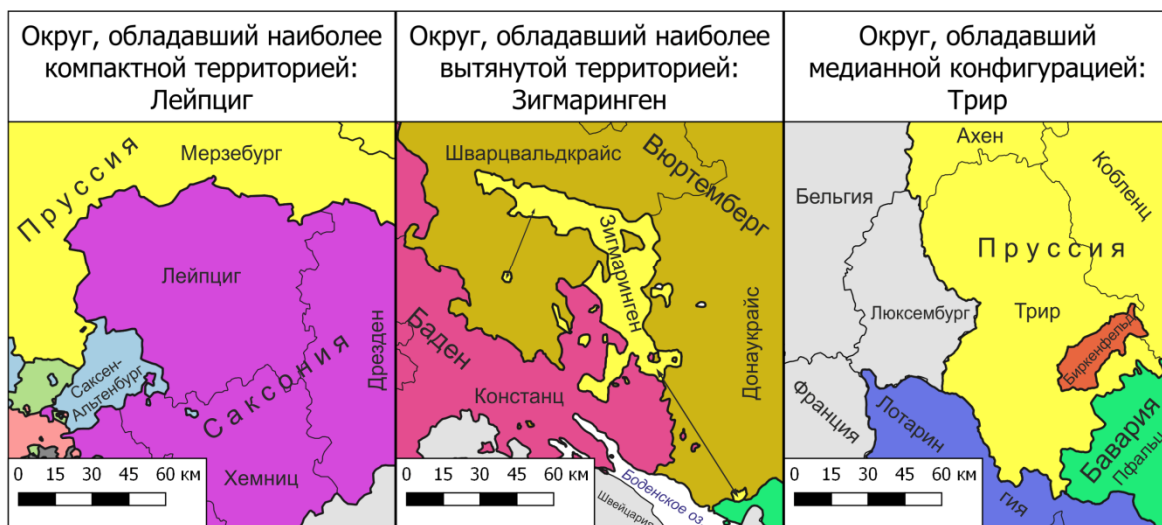 Округ, обладавший наиболее
компактной территорией:
Лейпциг
Округ, обладавший наиболее
вытянутой территорией:
Зигмаринген
Округ, обладавший
медианной конфигурацией:
Трир
Пруссия
Мерзебург
Лейпциг
Дрезден
Саксен-
Альтенбург
Саксония
Хемниц
0 15 30 45 60 км
Шварцвальдкрайс
Вюртемберг
Зигмаринген
Баден
Донаукрайс
Констанц
Боденское оз
Швейцария
0 15 30 45 60 км
Ахен
Кобленц
Бельгия
Пруссия
Люксембург
Трир
Биркенфельд
Франция
Лотарин
гия
Бавария
Пфальц
0 15 30 45 60 км